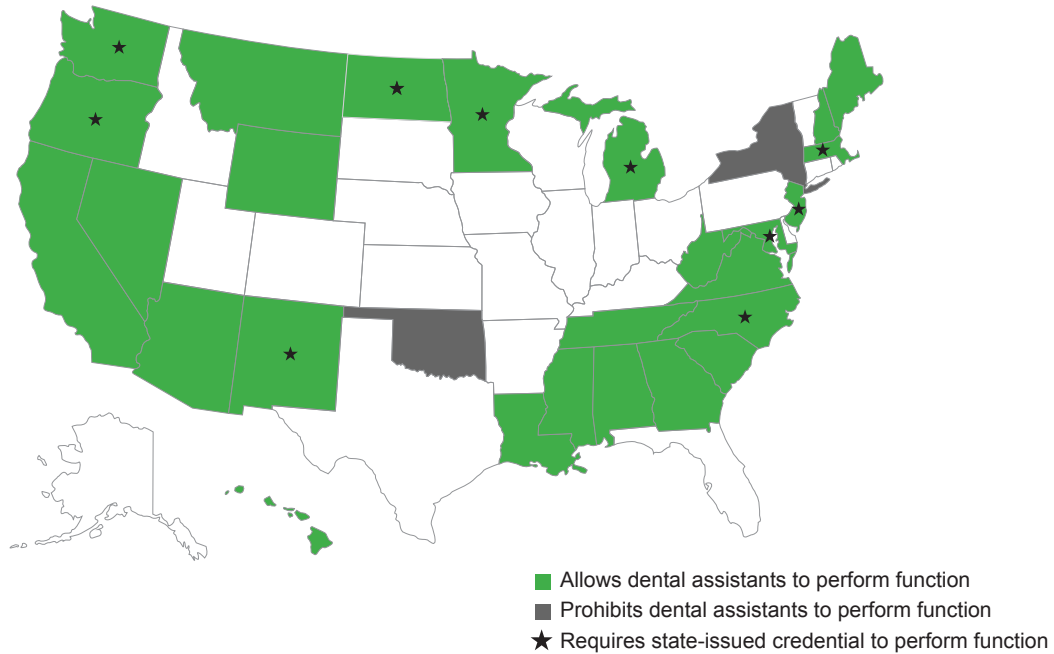 Allows dental assistants to perform function
Prohibits dental assistants to perform function
Requires state-issued credential to perform function